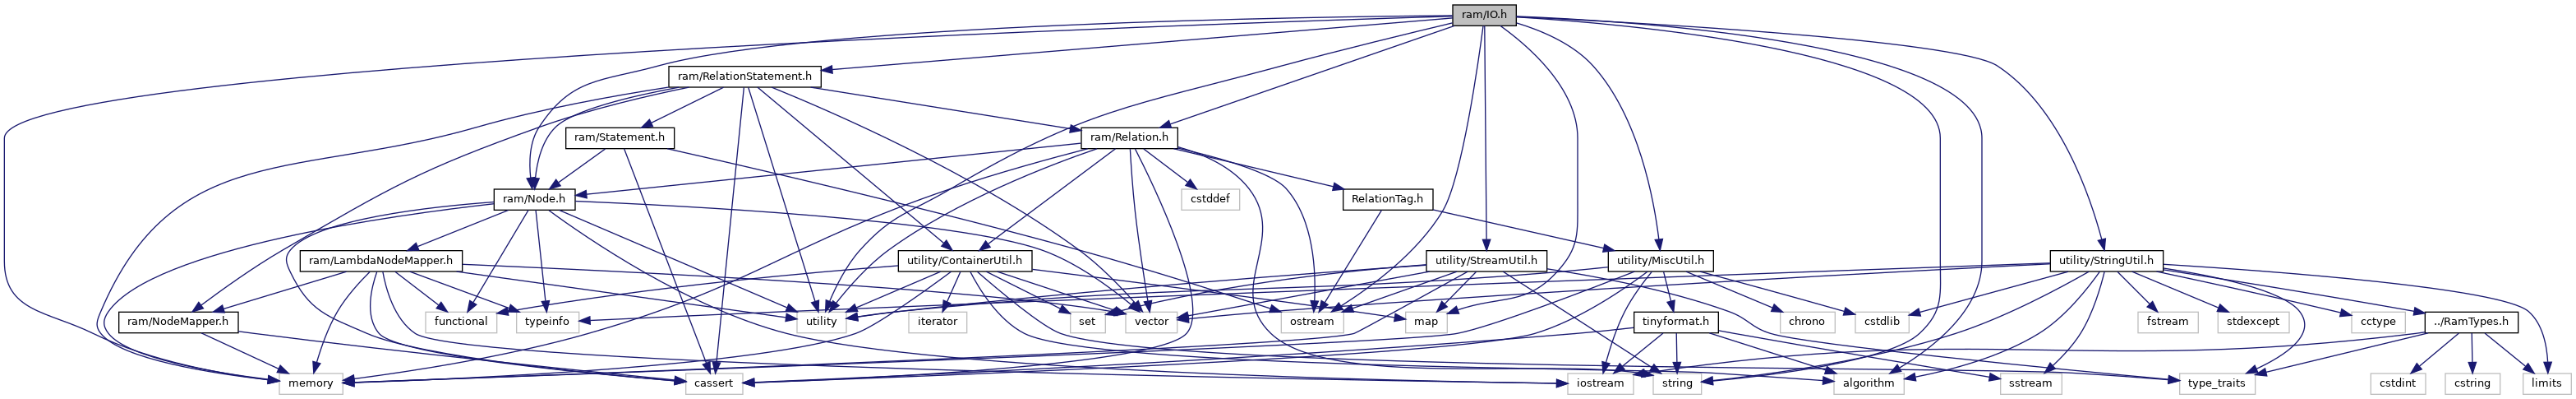 ram/IO.h
ram/RelationStatement.h
ram/Statement.h
ram/Relation.h
ram/Node.h
cstddef
RelationTag.h
ram/LambdaNodeMapper.h
utility/ContainerUtil.h
utility/StreamUtil.h
utility/MiscUtil.h
utility/StringUtil.h
ram/NodeMapper.h
functional
typeinfo
utility
iterator
set
vector
ostream
map
tinyformat.h
chrono
cstdlib
fstream
stdexcept
cctype
../RamTypes.h
memory
cassert
iostream
string
algorithm
sstream
type_traits
cstdint
cstring
limits